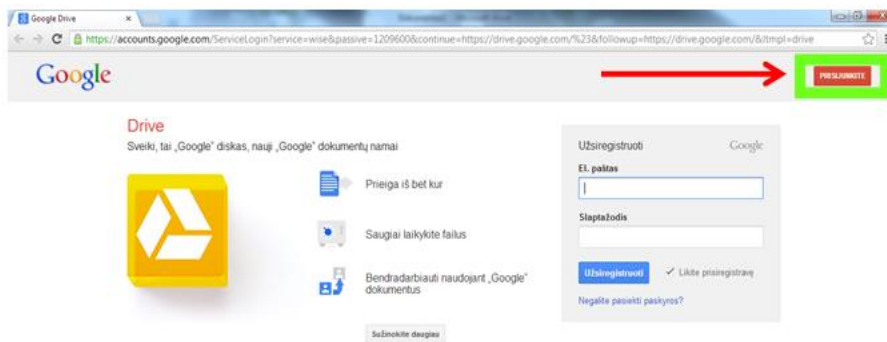 Google Drive
https://accounts.google.com/ServiceLogin?service=wise&passive=1209600&continue=https://drive.google.com/%23&followup=https://drive.google.com/&ltmpl=drive
Google
PRISIJUNKITE
Drive
Sveiki, tai „Google" diskas, nauji „Google" dokumentų namai
Prieiga iš bet kur
Saugiai laikykite failus
Bendradarbiauti naudojant „Google"
dokumentus
Sužinokite daugiau
Užsiregistruoti Google
El. paštas
Slaptažodis
Užsiregistruoti
Likite prisiregistravę
Negalite pasiekti paskyros?